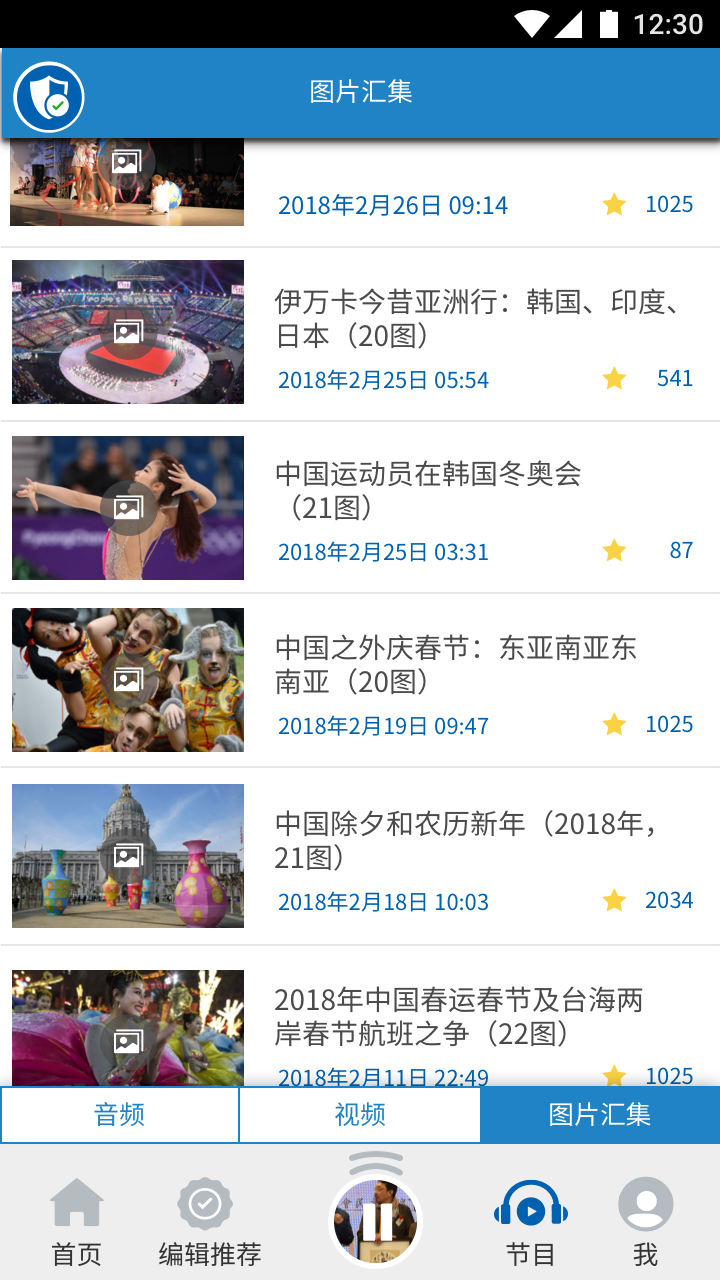 12:30
图片汇集
2018年2月26日 09:14
1025
伊万卡今昔亚洲行：韩国、印度、
日本（20图）
2018年2月25日 05:54
541
中国运动员在韩国冬奥会
（21图）
2018年2月25日 03:31
87
中国之外庆春节：东亚南亚东
南亚（20图）
2018年2月19日 09:47
1025
中国除夕和农历新年（2018年，
21图）
2018年2月18日 10:03
2034
2018年中国春运春节及台海两
岸春节航班之争（22图）
2018年2月11日 22:49
1025
音频
视频
图片汇集
首页
编辑推荐
节目
我